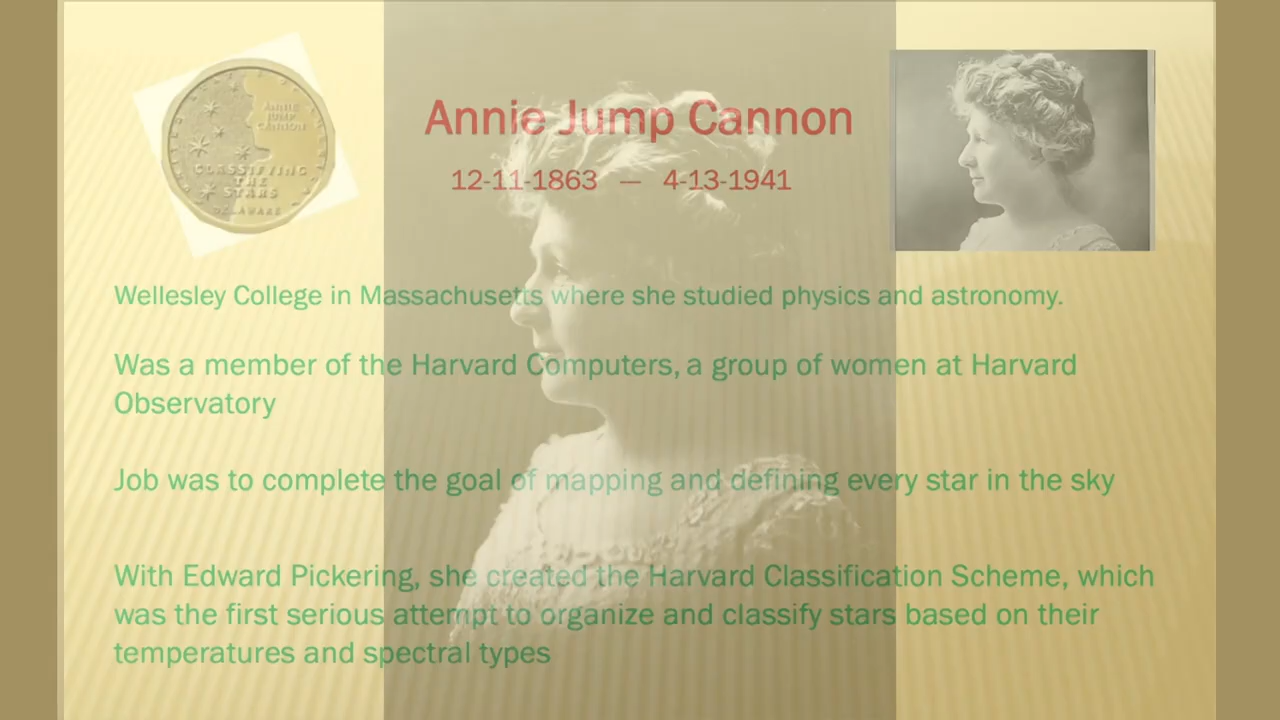 ANNIE
JUMP
CANNON
CLASSIFYING
THE
STARS
DELAWARE
Annie Jump Cannon
12-11-1863 — 4-13-1941
Wellesley College in Massachusetts where she studied physics and astronomy.
Was a member of the Harvard Computers, a group of women at Harvard
Observatory
Job was to complete the goal of mapping and defining every star in the sky
With Edward Pickering, she created the Harvard Classification Scheme, which
was the first serious attempt to organize and classify stars based on their
temperatures and spectral types